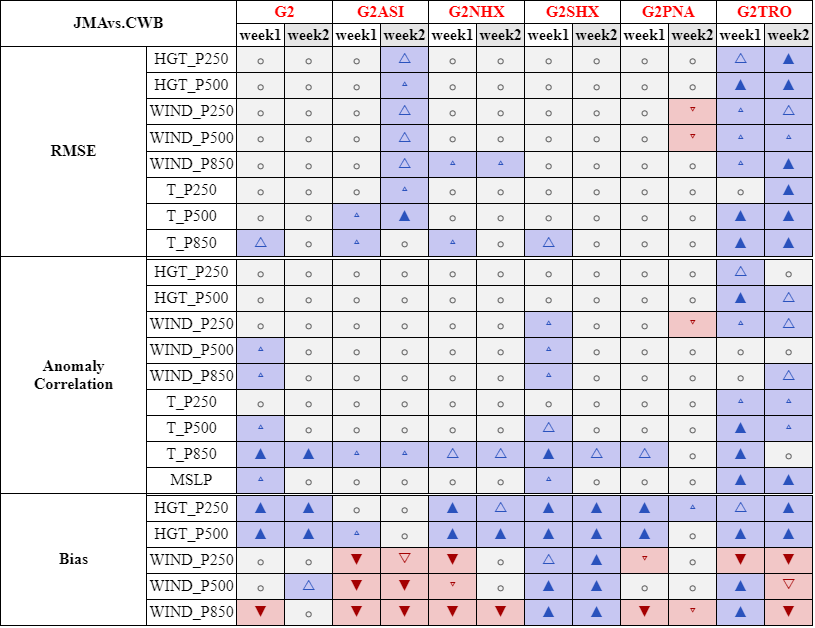 JMAvs.CWB G2 G2ASI G2NHX G2SHX G2PNA G2TRO
week1 week2 week1 week2 week1 week2 week1 week2 week1 week2 week1 week2
RMSE
HGT_P250 ○ ○ ○ △ ○ ○ ○ ○ ○ ○ △ ▲
HGT_P500 ○ ○ ○ ▵ ○ ○ ○ ○ ○ ○ ▲ ▲
WIND_P250 ○ ○ ○ △ ○ ○ ○ ○ ○ ▿ ▵ △
WIND_P500 ○ ○ ○ △ ○ ○ ○ ○ ○ ▿ ▵ ▵
WIND_P850 ○ ○ ○ △ ▵ ▵ ○ ○ ○ ○ ▵ ▲
T_P250 ○ ○ ○ ▵ ○ ○ ○ ○ ○ ○ ○ ▲
T_P500 ○ ○ ▵ ▲ ○ ○ ○ ○ ○ ○ ▲ ▲
T_P850 △ ○ ▵ ○ ▵ ○ △ ○ ○ ○ ▲ ▲
Anomaly
Correlation
HGT_P250 ○ ○ ○ ○ ○ ○ ○ ○ ○ ○ △ ○
HGT_P500 ○ ○ ○ ○ ○ ○ ○ ○ ○ ○ ▲ △
WIND_P250 ○ ○ ○ ○ ○ ○ ▵ ○ ○ ▿ ▵ △
WIND_P500 ▵ ○ ○ ○ ○ ○ ▵ ○ ○ ○ ○ ○
WIND_P850 ▵ ○ ○ ○ ○ ○ ▵ ○ ○ ○ ○ △
T_P250 ○ ○ ○ ○ ○ ○ ○ ○ ○ ○ ▵ ▵
T_P500 ▵ ○ ○ ○ ○ ○ △ ○ ○ ○ ▲ ▵
T_P850 ▲ ▲ ▵ ▵ △ △ ▲ △ △ ○ ▲ ○
MSLP ▵ ○ ○ ○ ○ ○ ▵ ○ ○ ○ ▲ ▲
Bias
HGT_P250 ▲ ▲ ○ ○ ▲ △ ▲ ▲ ▲ ▵ △ ▲
HGT_P500 ▲ ▲ ▵ ○ ▲ ▲ ▲ ▲ ▲ ○ ▲ ▲
WIND_P250 ○ ○ ▼ ▽ ▼ ○ △ ▲ ▿ ○ ▼ ▼
WIND_P500 ○ △ ▼ ▼ ▿ ○ ▲ ▲ ○ ○ ▲ ▽
WIND_P850 ▼ ○ ▼ ▼ ▼ ▼ ▲ ▲ ▼ ▿ ▲ ▼